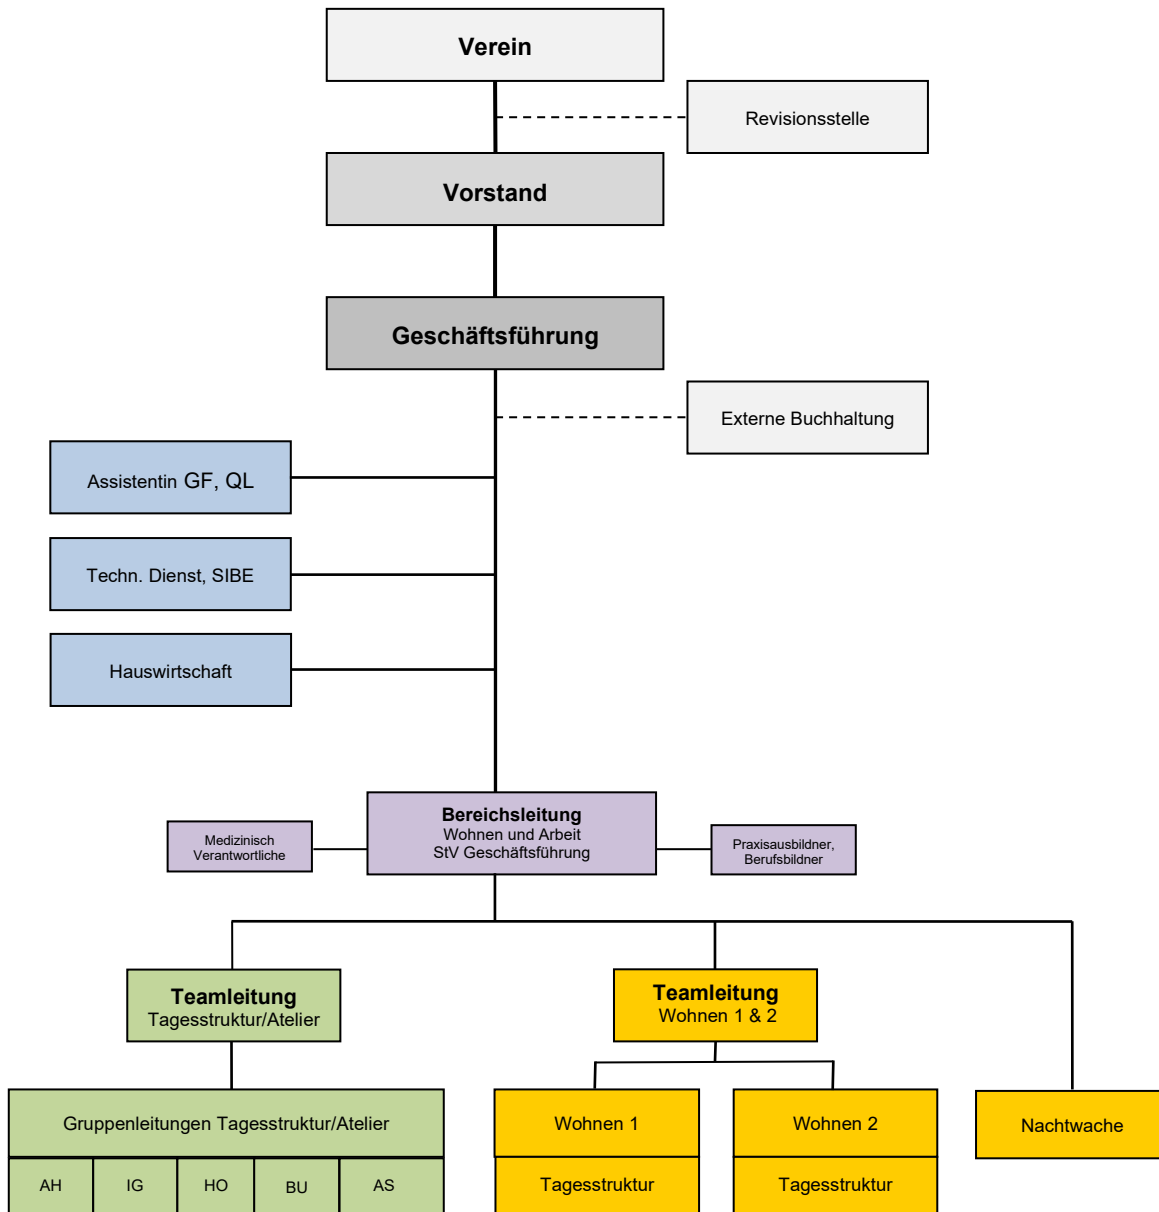 Verein
Revisionsstelle
Vorstand
Geschäftsführung
Externe Buchhaltung
Assistentin GF, QL
Techn. Dienst, SIBE
Hauswirtschaft
Bereichsleitung
Wohnen und Arbeit
StV Geschäftsführung
Medizinisch
Verantwortliche
Praxisausbildner,
Berufsbildner
Teamleitung
Tagesstruktur/Atelier
Teamleitung
Wohnen 1 & 2
Gruppenleitungen Tagesstruktur/Atelier
AH IG HO BU AS
Wohnen 1
Tagesstruktur
Wohnen 2
Tagesstruktur
Nachtwache